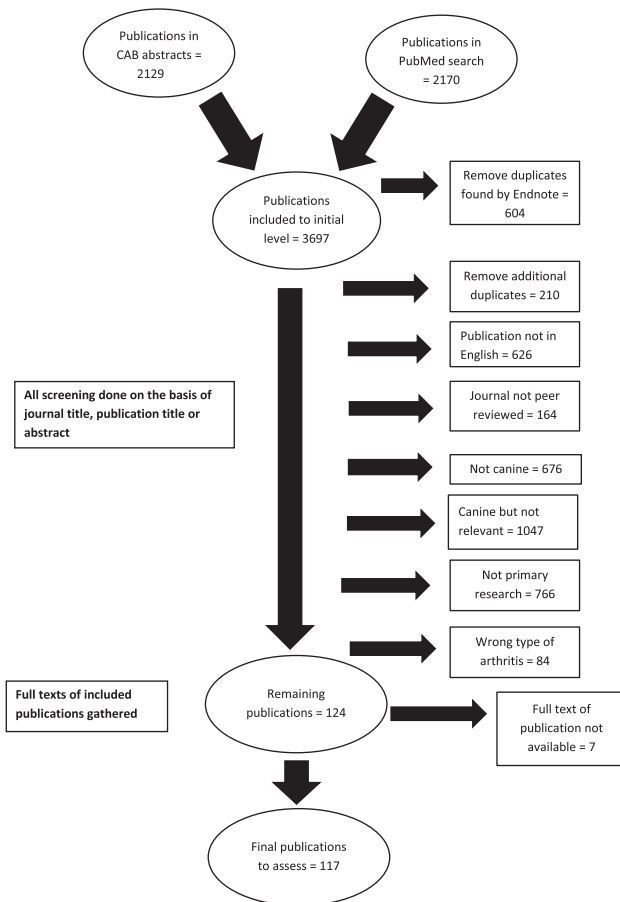 Publications in
CAB abstracts =
2129
Publications in
PubMed search
= 2170
Publications
included to initial
level = 3697
Remove duplicates
found by Endnote =
604
Remove additional
duplicates = 210
Publication not in
English = 626
All screening done on the basis of
journal title, publication title or
abstract
Journal not peer
reviewed = 164
Not canine = 676
Canine but not
relevant = 1047
Not primary
research = 766
Wrong type of
arthritis = 84
Full texts of included
publications gathered
Remaining
publications = 124
Full text of
publication not
available = 7
Final publications
to assess = 117